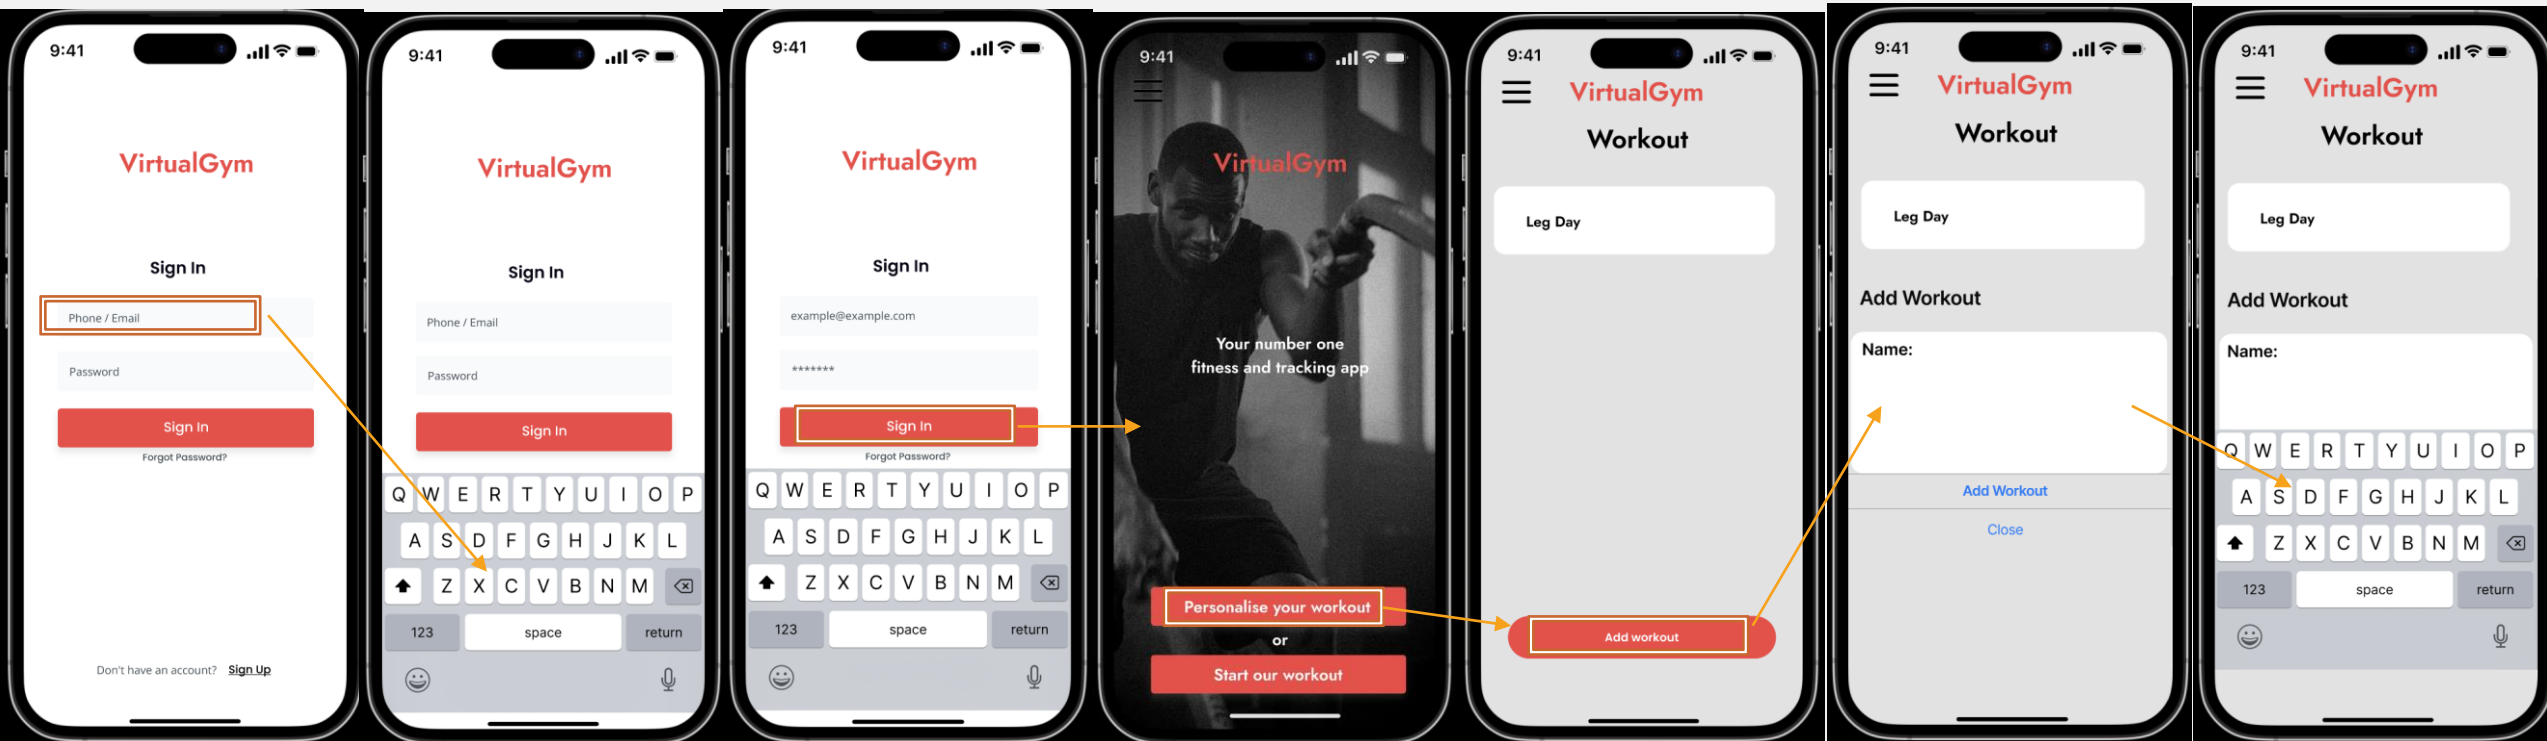 9:41
VirtualGym
Sign In
Phone / Email
Password
Sign In
Forgot Password?
Don't have an account? Sign Up
9:41
VirtualGym
Sign In
Phone / Email
Password
Sign In
Q W E R T Y U I O P
A S D F G H J K L
Z X C V B N M
123 space return
9:41
VirtualGym
Sign In
example@example.com
*******
Sign In
Forgot Password?
Q W E R T Y U I O P
A S D F G H J K L
Z X C V B N M
123 space return
9:41
VirtualGym
Your number one
fitness and tracking app
Personalise your workout
or
Start our workout
9:41
VirtualGym
Workout
Leg Day
Add workout
9:41
VirtualGym
Workout
Leg Day
Add Workout
Name:
Add Workout
Close
9:41
VirtualGym
Workout
Leg Day
Add Workout
Name:
Q W E R T Y U I O P
A S D F G H J K L
Z X C V B N M
123 space return